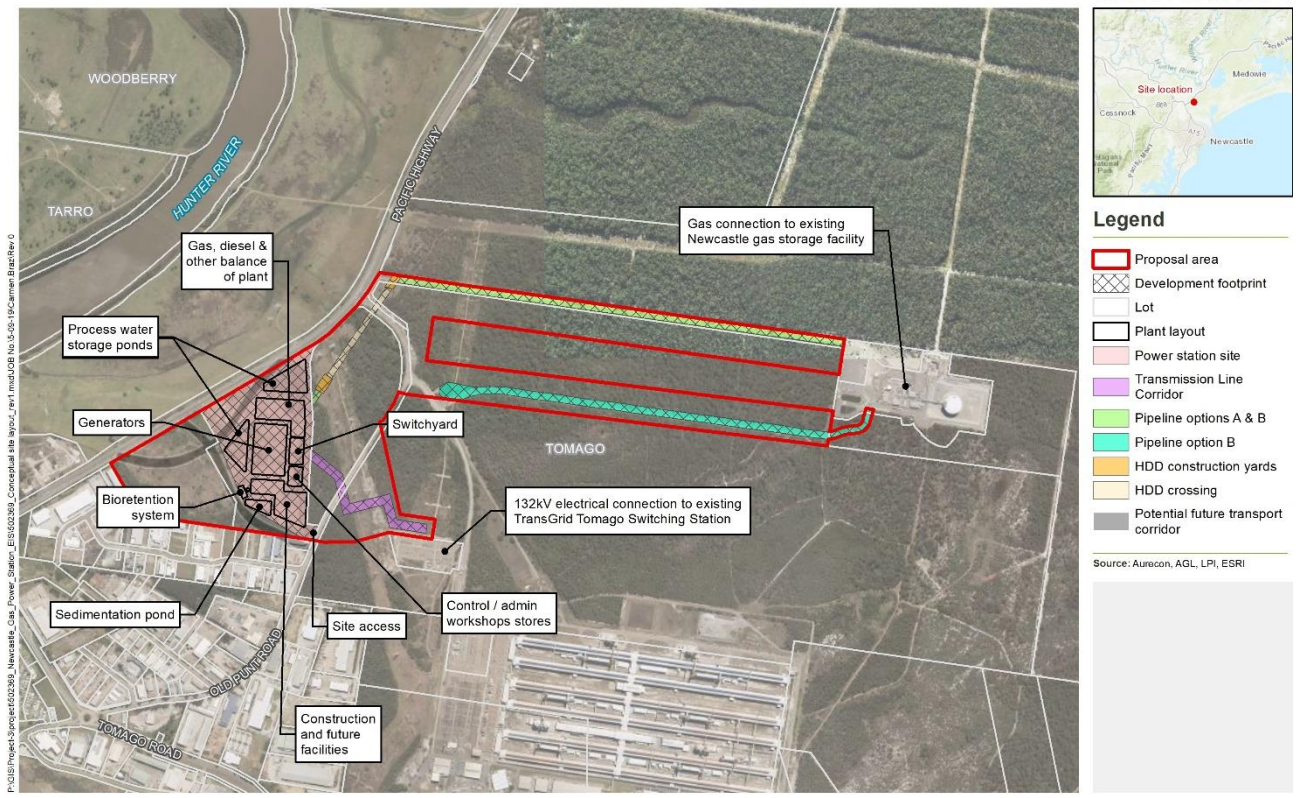 WOODBERRY
TARRO
HUNTER RIVER
PACIFIC HIGHWAY
Gas, diesel &
other balance
of plant
Process water
storage ponds
Generators
Bioretention
system
Sedimentation pond
Switchyard
Gas connection to existing
Newcastle gas storage facility
TOMAGO
132kV electrical connection to existing
TransGrid Tomago Switching Station
Control / admin
workshops stores
Site access
Construction
and future
facilities
OLD PUNT ROAD
TOMAGO ROAD
Hunter River
Medowie
Site location
Cessnock
Newcastle
Legend
Proposal area
Development footprint
Lot
Plant layout
Power station site
Transmission Line
Corridor
Pipeline options A & B
Pipeline option B
HDD construction yards
HDD crossing
Potential future transport
corridor
Source: Aurecon, AGL, LPI, ESRI